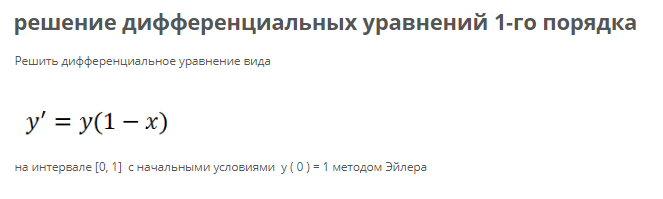 решение дифференциальных уравнений 1-го порядка
Решить дифференциальное уравнение вида
y′ = y(1 − x)
на интервале [0, 1] с начальными условиями y ( 0 ) = 1 методом Эйлера